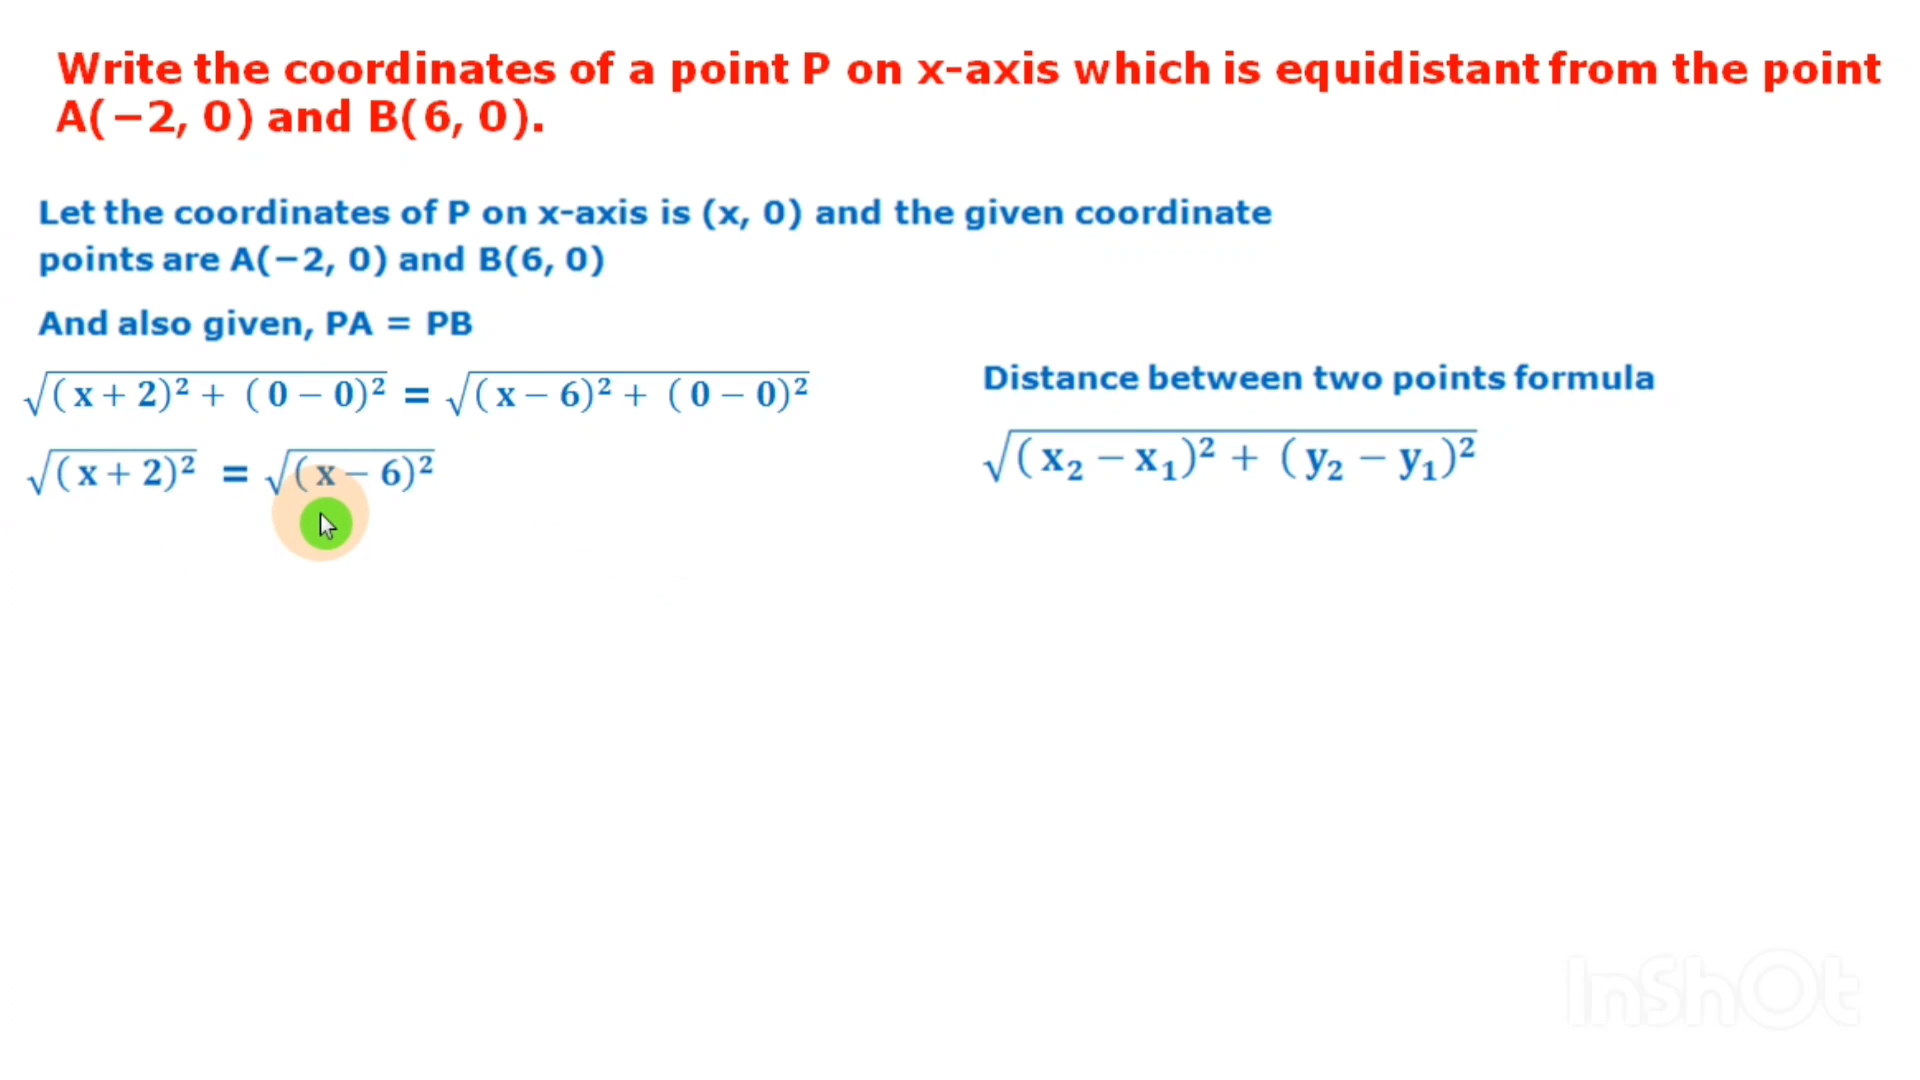 Write the coordinates of a point P on x-axis which is equidistant from the point
A(−2, 0) and B(6, 0).
Let the coordinates of P on x-axis is (x, 0) and the given coordinate
points are A(−2, 0) and B(6, 0)
And also given, PA = PB
√(x + 2)² + (0 − 0)² = √(x − 6)² + (0 − 0)²
√(x + 2)² = √(x − 6)²
Distance between two points formula
√(x₂ − x₁)² + (y₂ − y₁)²
InShOt